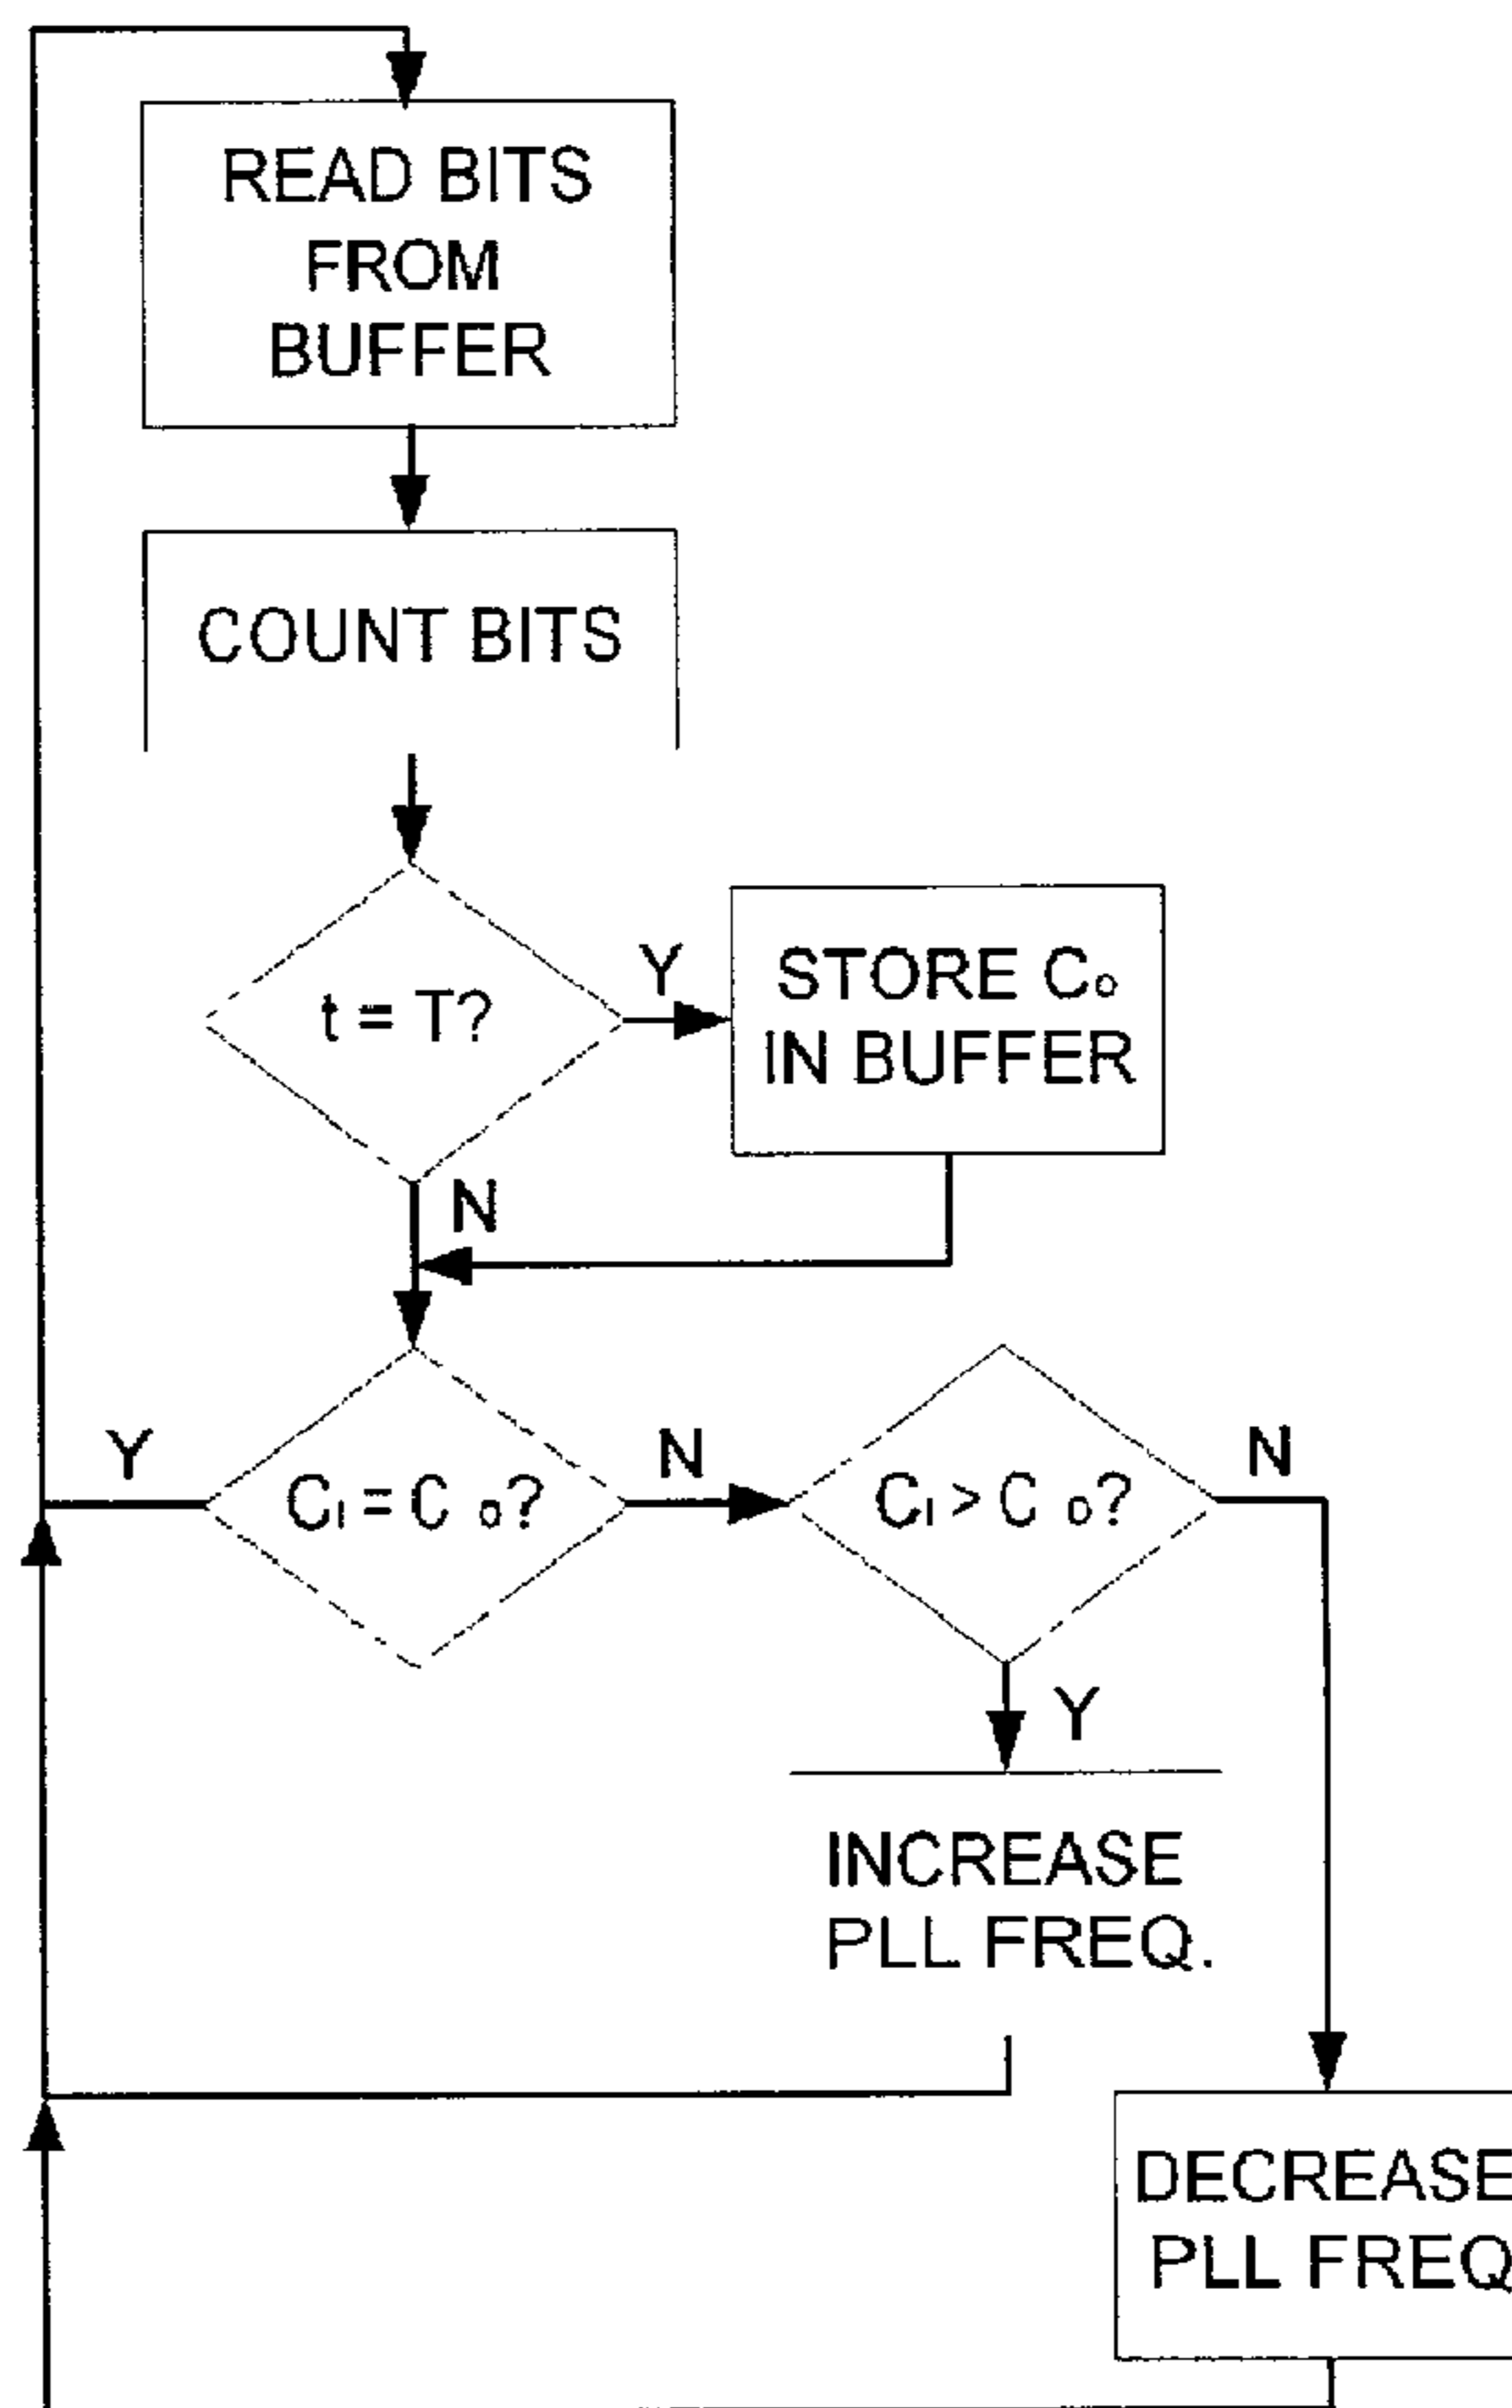 READ BITS
FROM
BUFFER
COUNT BITS
t = T?
Y
STORE Co
IN BUFFER
N
Y
CI = C o?
N
CI > C o?
N
Y
INCREASE
PLL FREQ.
DECREASE
PLL FREQ